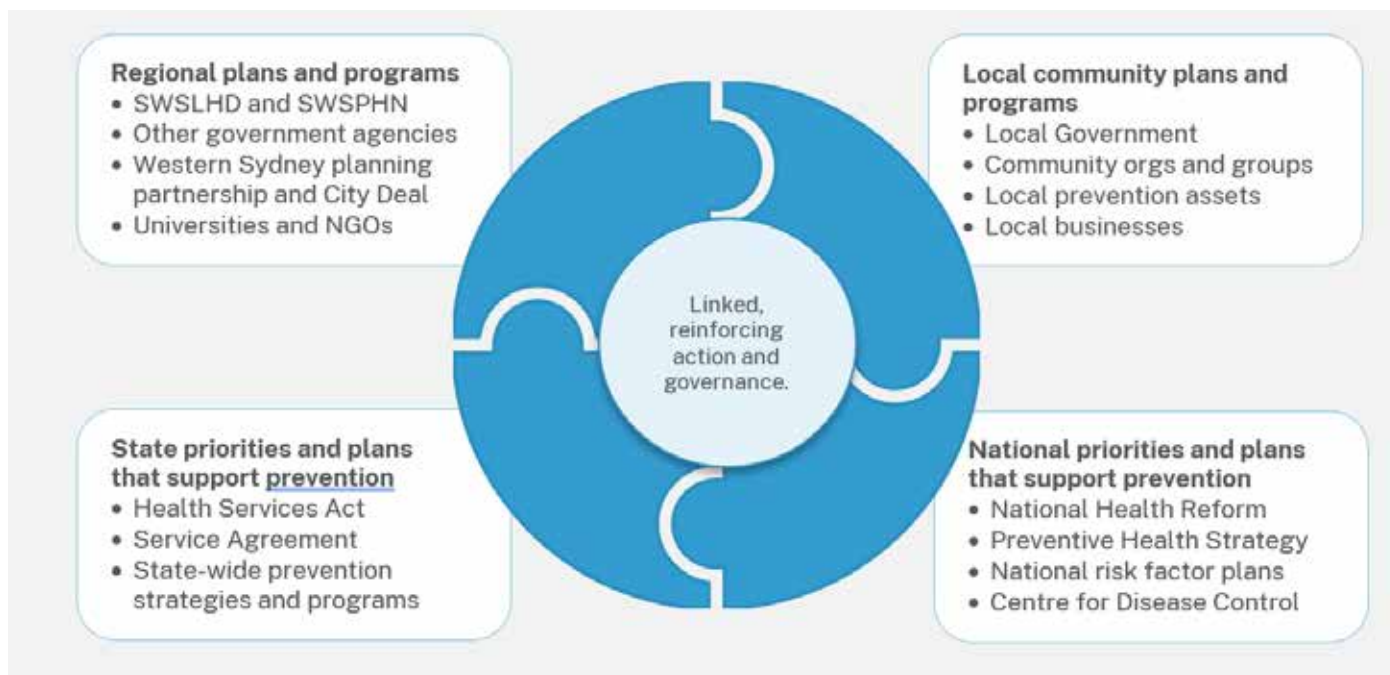 Regional plans and programs
• SWSLHD and SWSPHN
• Other government agencies
• Western Sydney planning
partnership and City Deal
• Universities and NGOs
Local community plans and
programs
• Local Government
• Community orgs and groups
• Local prevention assets
• Local businesses
Linked,
reinforcing
action and
governance.
State priorities and plans
that support prevention
• Health Services Act
• Service Agreement
• State-wide prevention
strategies and programs
National priorities and plans
that support prevention
• National Health Reform
• Preventive Health Strategy
• National risk factor plans
• Centre for Disease Control